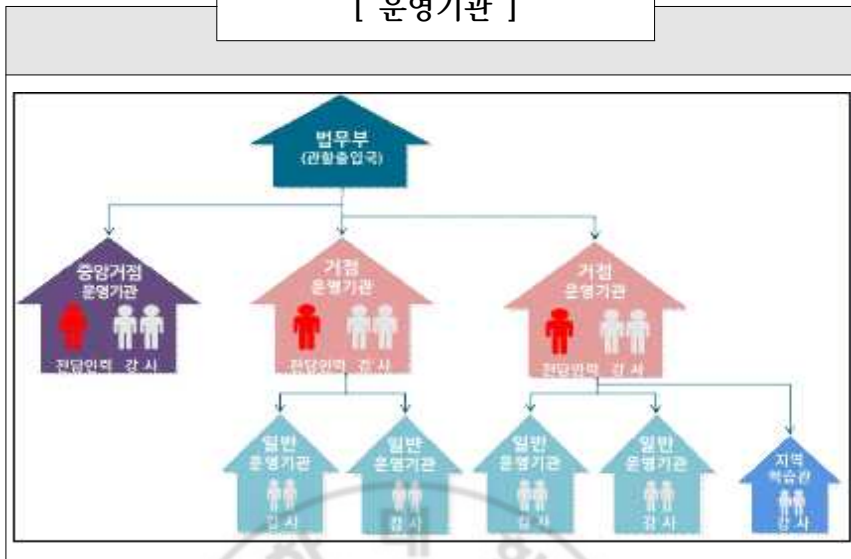 [ 운영기관 ]
법무부
(관할출입국)
중앙거점
운영기관
전담인력 강 사
거점
운영기관
전담인력 강 사
거점
운영기관
전담인력 강 사
일반
운영기관
강 사
일반
운영기관
강 사
일반
운영기관
강 사
일반
운영기관
강 사
지역
학습관
강 사
대